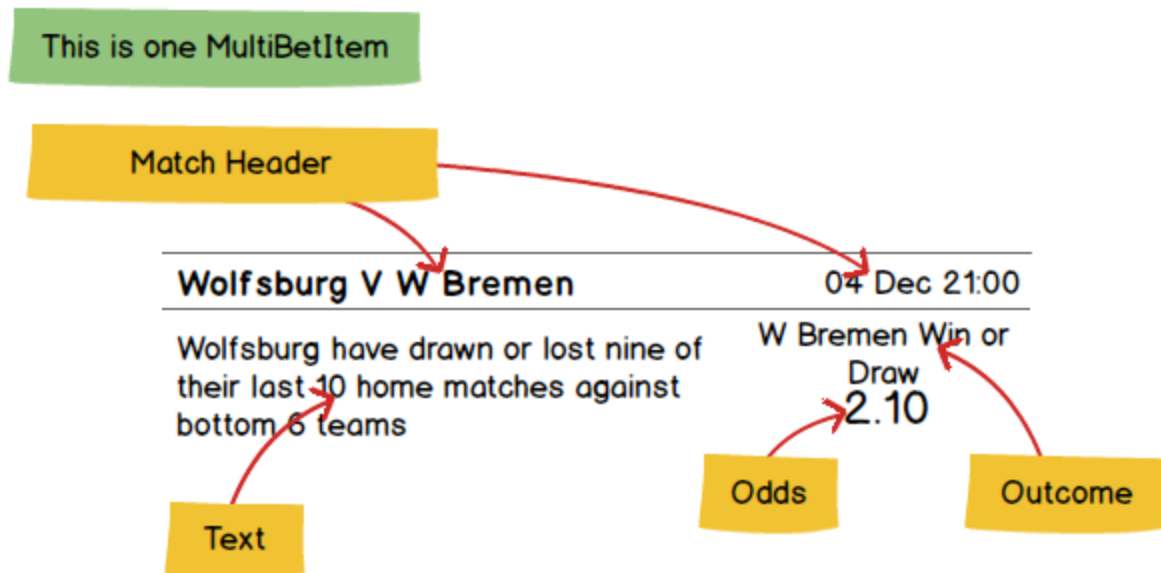 This is one MultiBetItem
Match Header
Wolfsburg V W Bremen
04 Dec 21:00
Wolfsburg have drawn or lost nine of
their last 10 home matches against
bottom 6 teams
W Bremen Win or
Draw
2.10
Odds
Outcome
Text